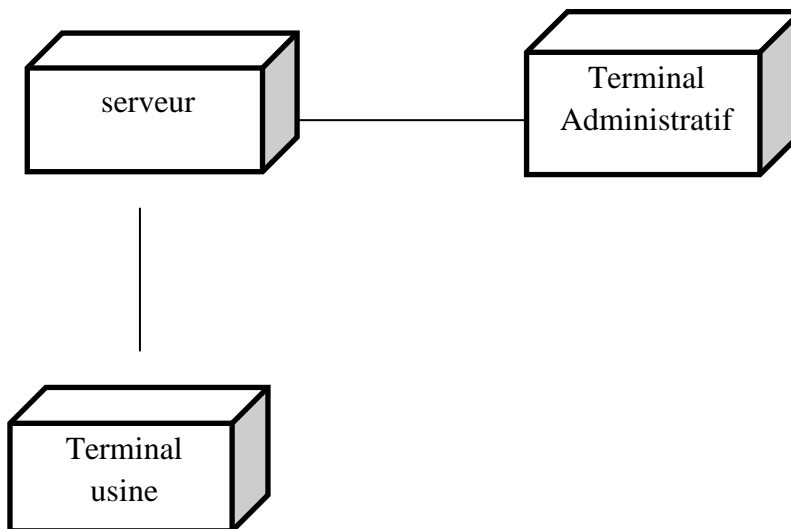 serveur
Terminal
Administratif
Terminal
usine